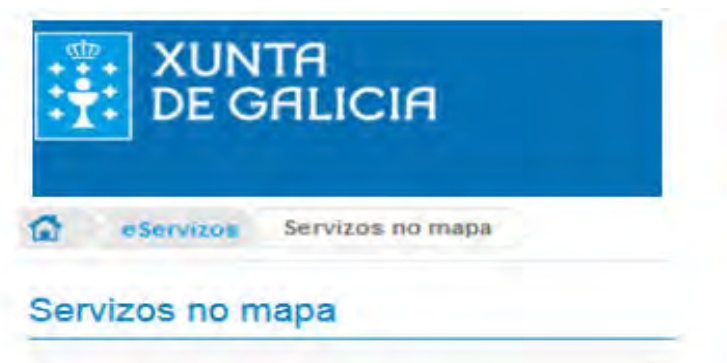 XUNTA
DE GALICIA
eServizos Servizos no mapa
Servizos no mapa